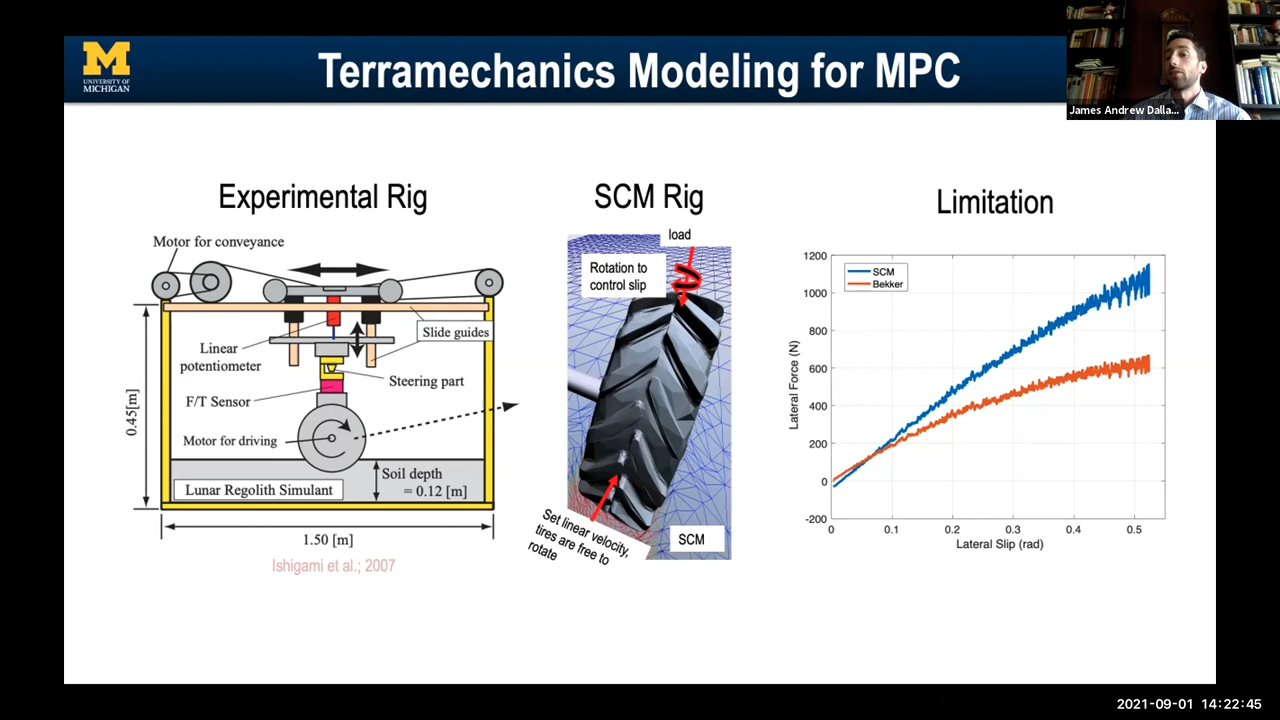 UNIVERSITY OF
MICHIGAN
Terramechanics Modeling for MPC
James Andrew Dalla...
Experimental Rig
Motor for conveyance
Slide guides
Linear
potentiometer
Steering part
F/T Sensor
Motor for driving
0.45[m]
Soil depth
= 0.12 [m]
Lunar Regolith Simulant
1.50 [m]
Ishigami et al.; 2007
SCM Rig
load
Rotation to
control slip
Set linear velocity,
tires are free to
rotate
SCM
Limitation
SCM
Bekker
1200
1000
800
600
400
200
0
-200
0
0.1
0.2
0.3
0.4
0.5
Lateral Force (N)
Lateral Slip (rad)
2021-09-01 14:22:45